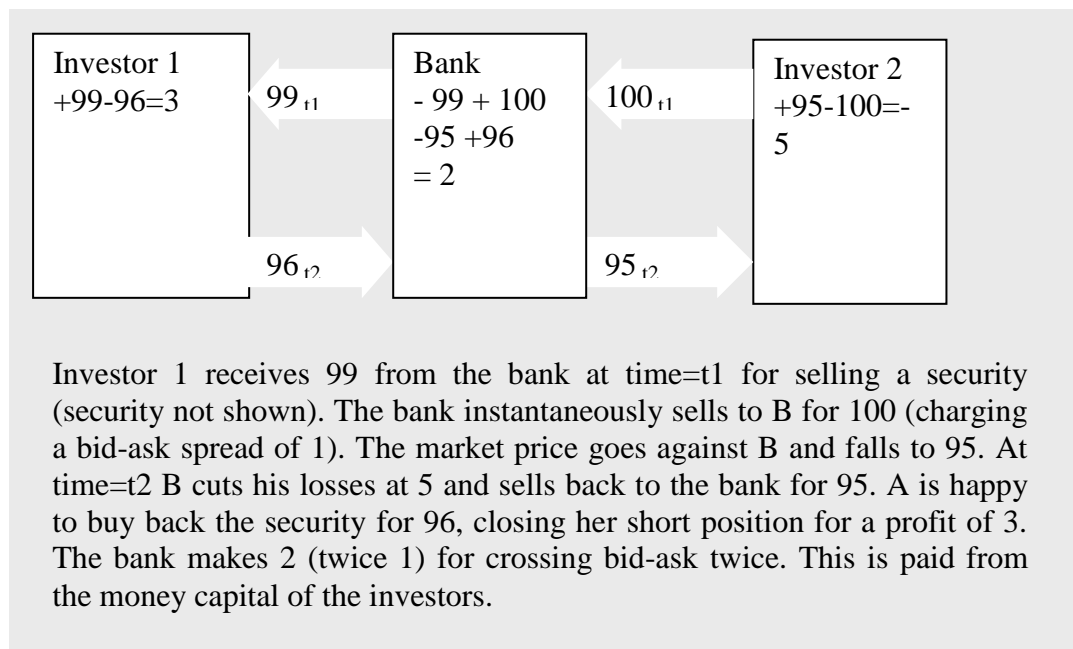 Investor 1
+99-96=3
99 t1
Bank
- 99 + 100
-95 +96
= 2
100 t1
Investor 2
+95-100=-
5
96 t2
95 t2
Investor 1 receives 99 from the bank at time=t1 for selling a security
(security not shown). The bank instantaneously sells to B for 100 (charging
a bid-ask spread of 1). The market price goes against B and falls to 95. At
time=t2 B cuts his losses at 5 and sells back to the bank for 95. A is happy
to buy back the security for 96, closing her short position for a profit of 3.
The bank makes 2 (twice 1) for crossing bid-ask twice. This is paid from
the money capital of the investors.